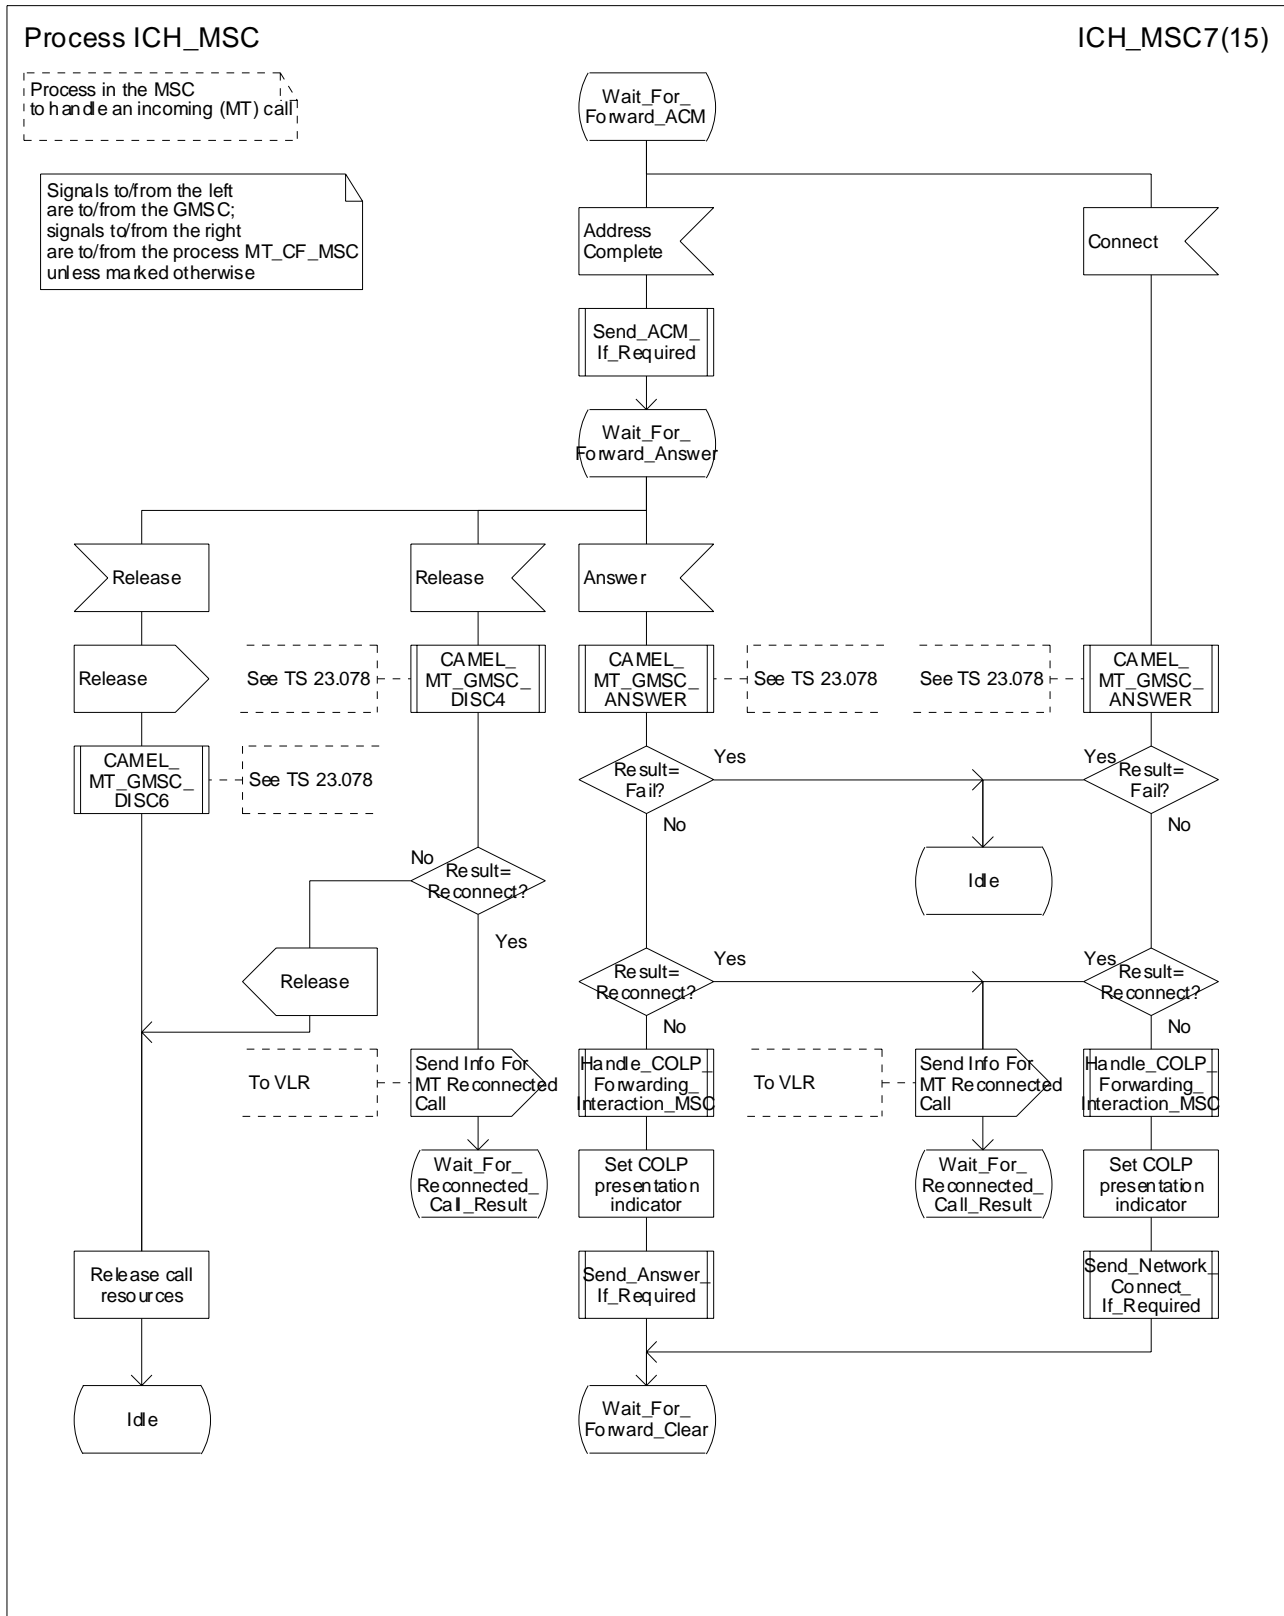 Process ICH_MSC
ICH_MSC7(15)
Process in the MSC
to handle an incoming (MT) call
Signals to/from the left
are to/from the GMSC;
signals to/from the right
are to/from the process MT_CF_MSC
unless marked otherwise
Wait_For_
Forward_ACM
Address
Complete
Connect
Send_ACM_
If_Required
Wait_For_
Forward_Answer
Release
Release
Answer
Release
See TS 23.078
CAMEL_
MT_GMSC_
DISC4
CAMEL_
MT_GMSC_
ANSWER
See TS 23.078
See TS 23.078
CAMEL_
MT_GMSC_
ANSWER
CAMEL_
MT_GMSC_
DISC6
See TS 23.078
Result=
Fail?
Yes
Yes
Result=
Fail?
No
No
No
Result=
Reconnect?
Idle
Yes
Release
Result=
Reconnect?
Yes
Yes
Result=
Reconnect?
No
No
To VLR
Send Info For
MT Reconnected
Call
Handle_COLP_
Forwarding_
Interaction_MSC
To VLR
Send Info For
MT Reconnected
Call
Handle_COLP_
Forwarding_
Interaction_MSC
Wait_For_
Reconnected_
Call_Result
Set COLP
presentation
indicator
Wait_For_
Reconnected_
Call_Result
Set COLP
presentation
indicator
Release call
resources
Send_Answer_
If_Required
Send_Network_
Connect_
If_Required
Idle
Wait_For_
Forward_Clear